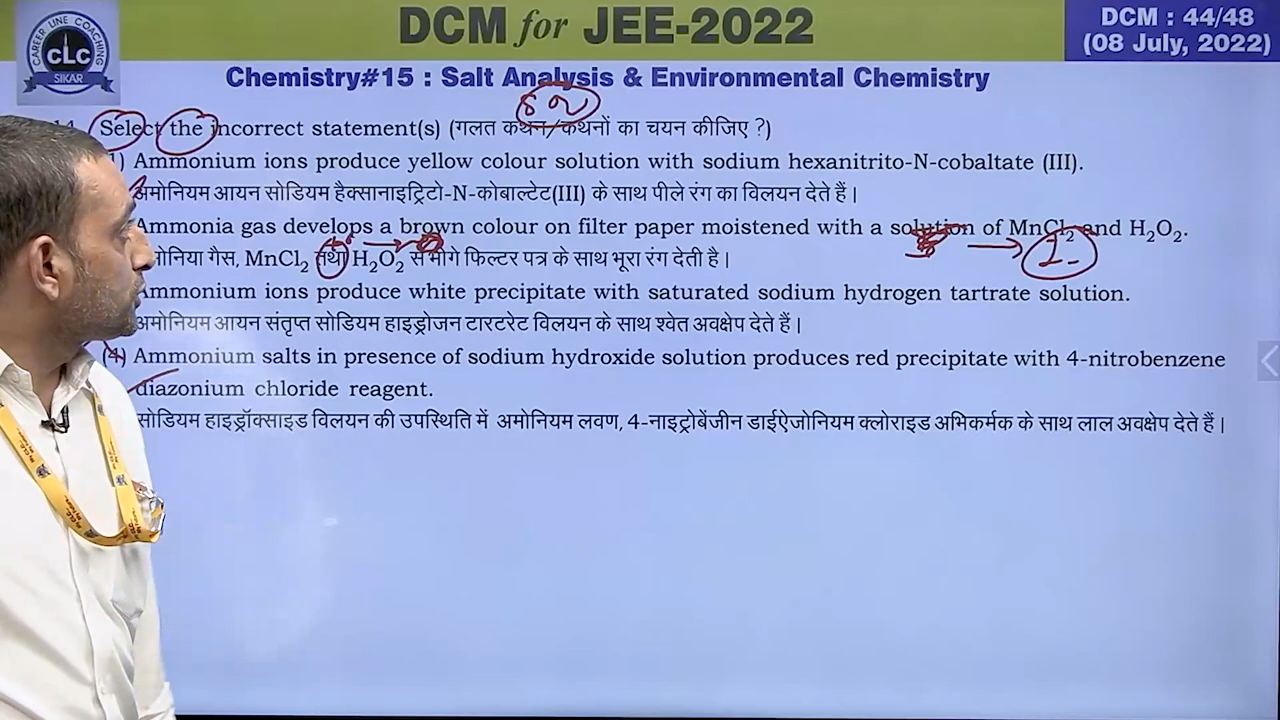 DCM for JEE-2022
DCM : 44/48
(08 July, 2022)
CAREER LINE COACHING
CLC
SIKAR
Chemistry#15 : Salt Analysis & Environmental Chemistry
Select the incorrect statement(s) (गलत कथन/कथनों का चयन कीजिए ?)
Ammonium ions produce yellow colour solution with sodium hexanitrito-N-cobaltate (III).
अमोनियम आयन सोडियम हैक्सानाइट्रिटो-N-कोबाल्टेट(III) के साथ पीले रंग का विलयन देते हैं।
Ammonia gas develops a brown colour on filter paper moistened with a solution of MnCl₂ and H₂O₂.
गैस, MnCl₂ तथा H₂O₂ से भीगे फिल्टर पत्र के साथ भूरा रंग देती है।
Ammonium ions produce white precipitate with saturated sodium hydrogen tartrate solution.
अमोनियम आयन संतृप्त सोडियम हाइड्रोजन टारटरेट विलयन के साथ श्वेत अवक्षेप देते हैं।
(4) Ammonium salts in presence of sodium hydroxide solution produces red precipitate with 4-nitrobenzene
diazonium chloride reagent.
सोडियम हाइड्रॉक्साइड विलयन की उपस्थिति में अमोनियम लवण, 4-नाइट्रोबेंजीन डाईऐजोनियम क्लोराइड अभिकर्मक के साथ लाल अवक्षेप देते हैं।